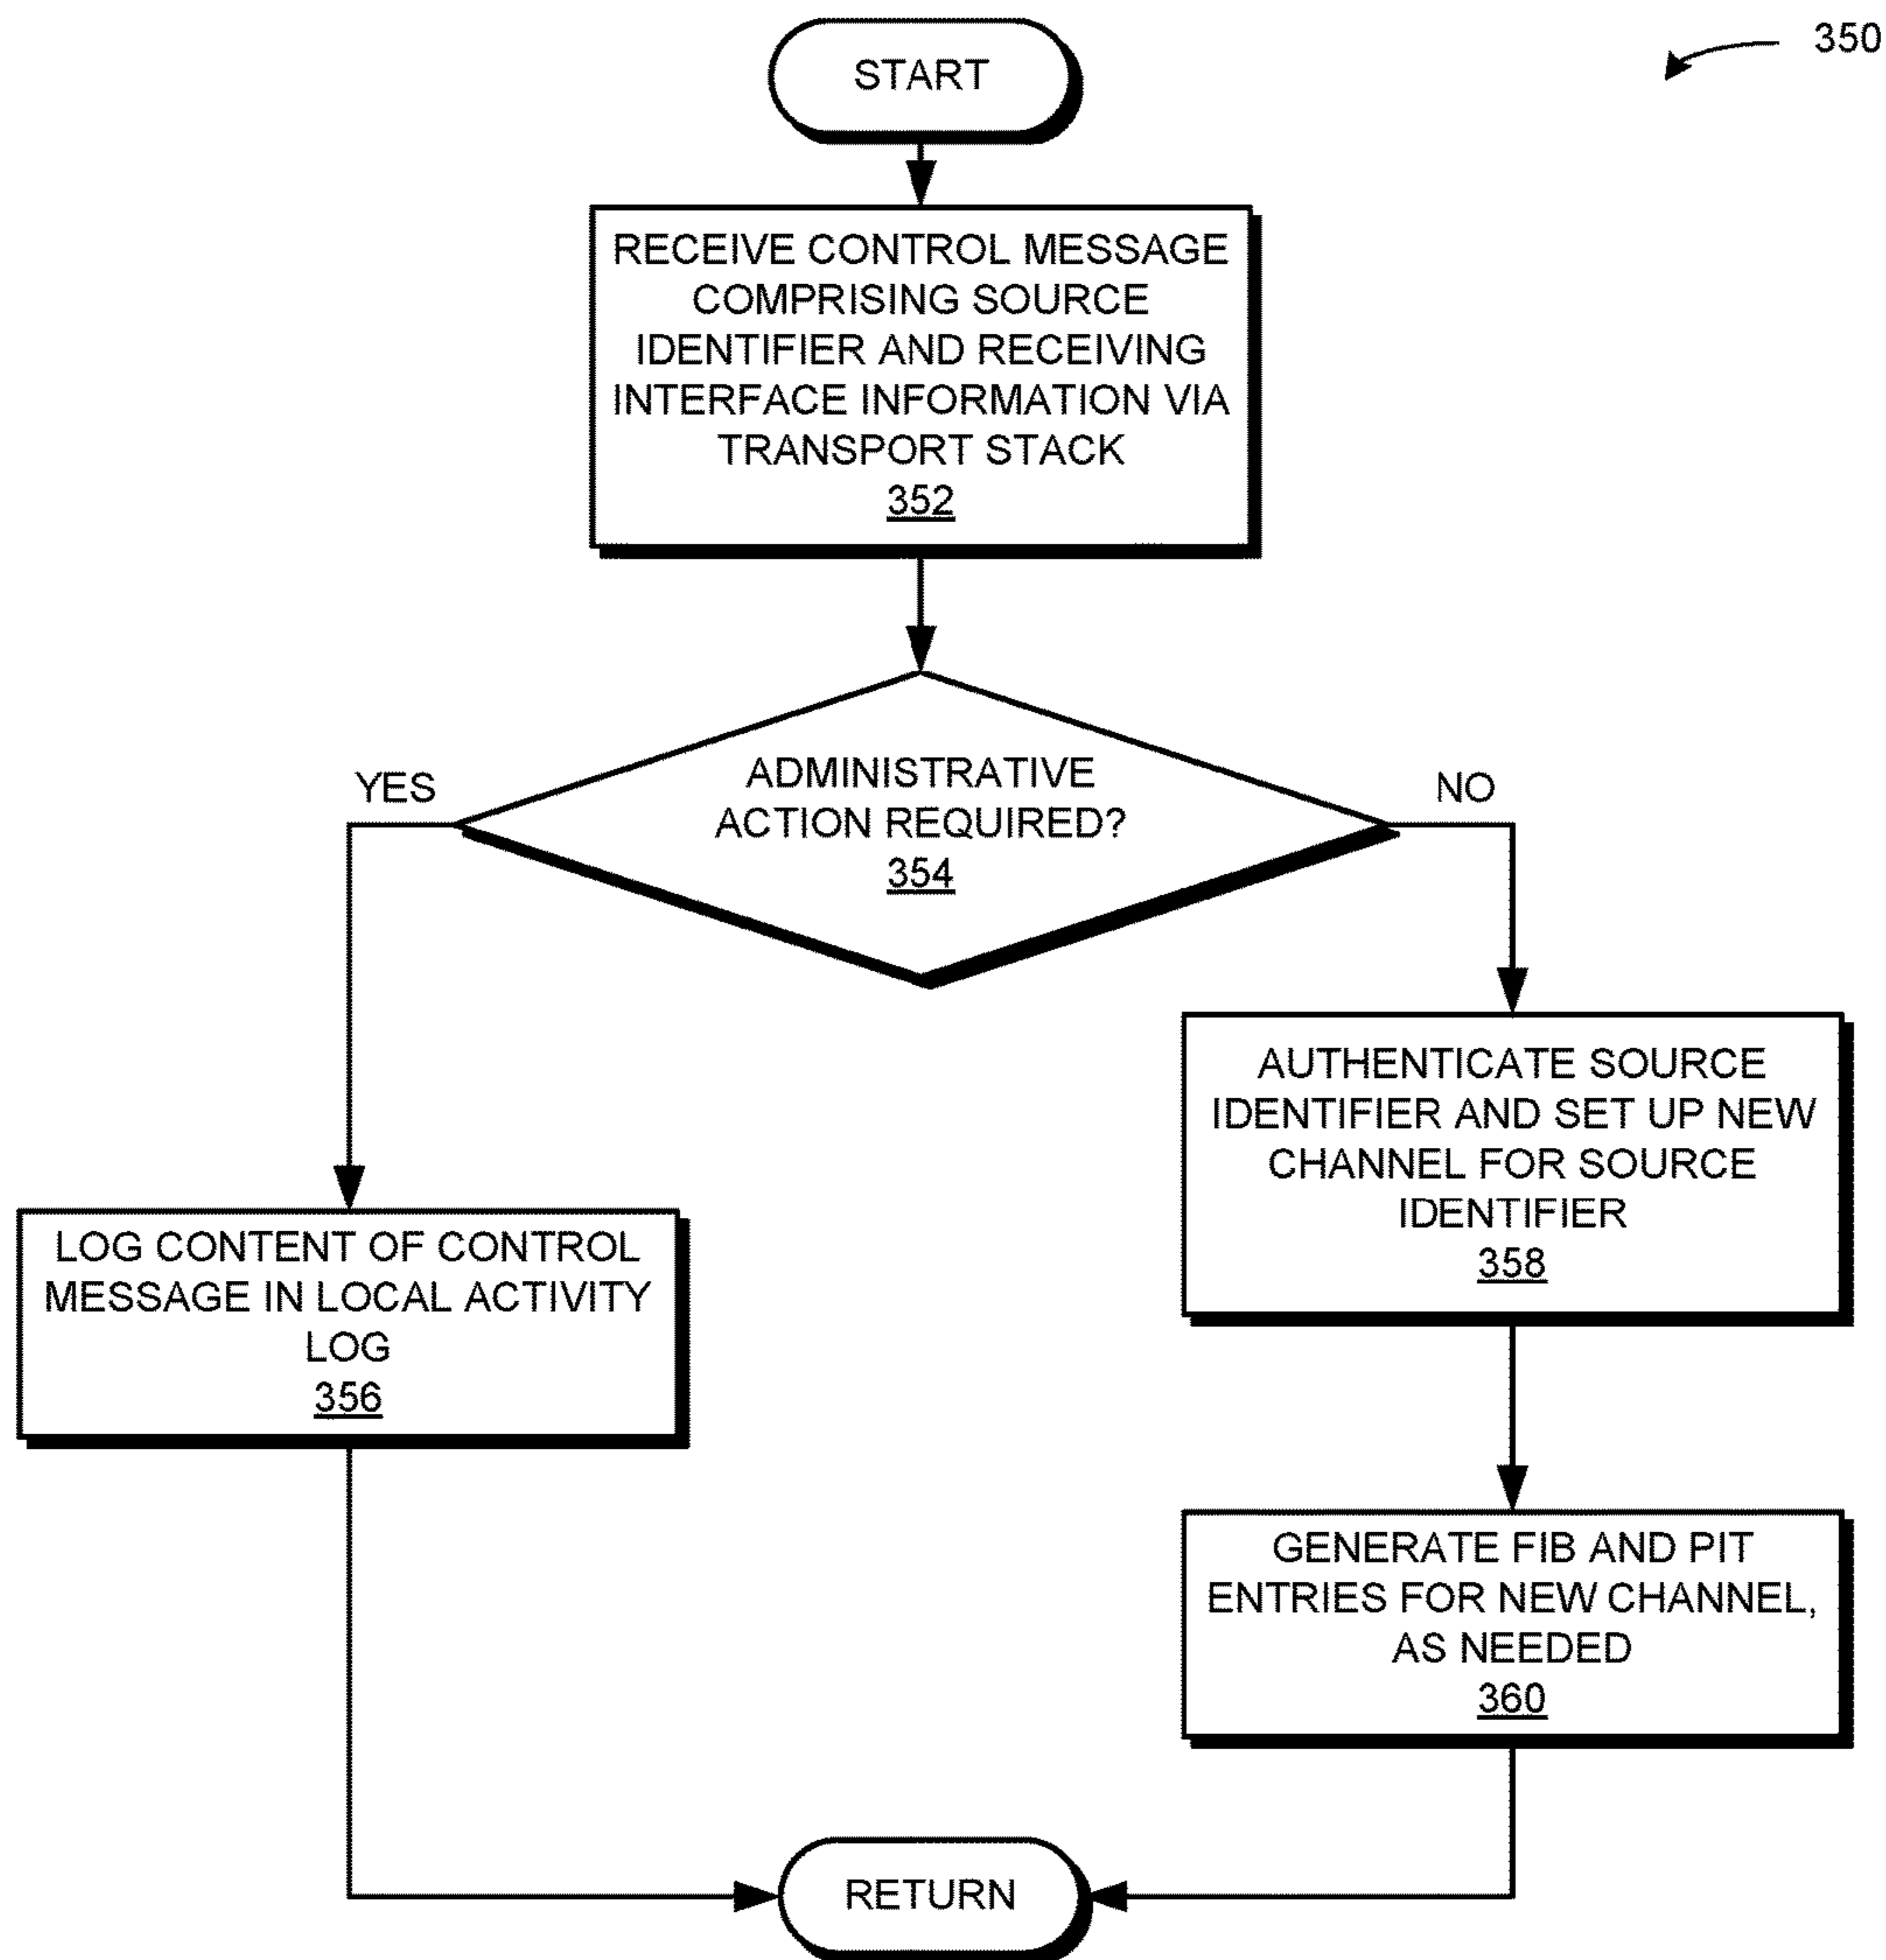 350
START
RECEIVE CONTROL MESSAGE
COMPRISING SOURCE
IDENTIFIER AND RECEIVING
INTERFACE INFORMATION VIA
TRANSPORT STACK
352
ADMINISTRATIVE
ACTION REQUIRED?
354
YES
NO
LOG CONTENT OF CONTROL
MESSAGE IN LOCAL ACTIVITY
LOG
356
AUTHENTICATE SOURCE
IDENTIFIER AND SET UP NEW
CHANNEL FOR SOURCE
IDENTIFIER
358
GENERATE FIB AND PIT
ENTRIES FOR NEW CHANNEL,
AS NEEDED
360
RETURN